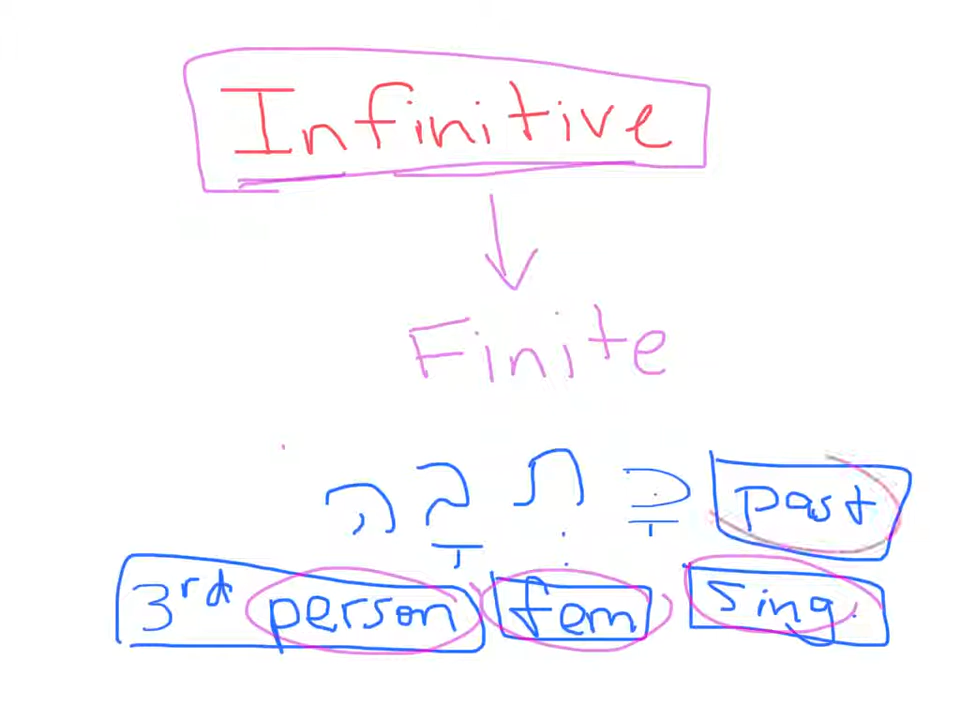 Infinitive
Finite
כָּתְבָה past
3rd person fem sing.